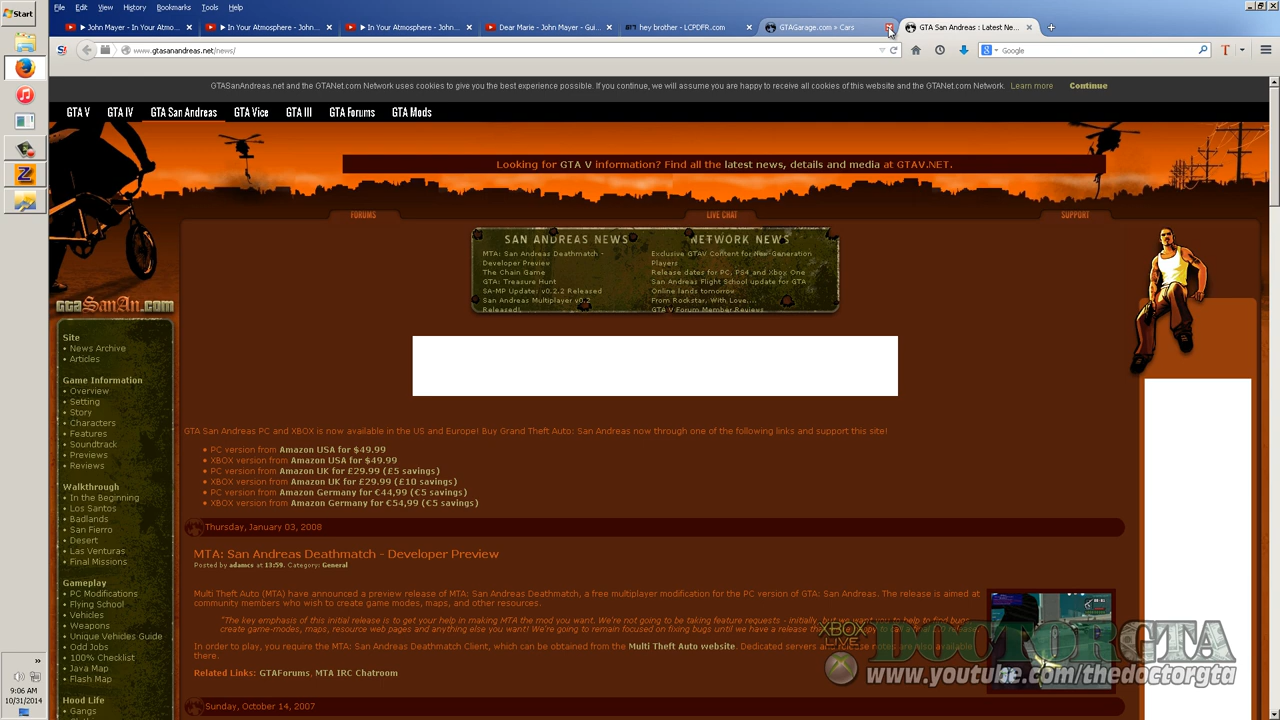 File Edit View History Bookmarks Tools Help
Start
John Mayer - In Your Atmo...
In Your Atmosphere - John...
In Your Atmosphere - John...
Dear Marie - John Mayer - Gui...
hey brother - LCPDFR.com
GTAGarage.com » Cars
GTA San Andreas : Latest Ne...
www.gtasanandreas.net/news/
Google
GTASanAndreas.net and the GTANet.com Network uses cookies to give you the best experience possible. If you continue, we will assume you are happy to receive all cookies of this website and the GTANet.com Network. Learn more Continue
GTA V GTA IV GTA San Andreas GTA Vice GTA III GTA Forums GTA Mods
Looking for GTA V information? Find all the latest news, details and media at GTAV.NET.
FORUMS LIVE CHAT SUPPORT
SAN ANDREAS NEWS
MTA: San Andreas Deathmatch -
Developer Preview
The Chain Game
GTA: Treasure Hunt
SA-MP Update: v0.2.2 Released
San Andreas Multiplayer v0.2
Released!
NETWORK NEWS
Exclusive GTAV Content for New-Generation
Players
Release dates for PC, PS4 and Xbox One
San Andreas Flight School update for GTA
Online lands tomorrow
From Rockstar, With Love....
GTA V Forum Member Reviews
gtaSanAn.com
Site
• News Archive
• Articles
Game Information
• Overview
• Setting
• Story
• Characters
• Features
• Soundtrack
• Previews
• Reviews
Walkthrough
• In the Beginning
• Los Santos
• Badlands
• San Fierro
• Desert
• Las Venturas
• Final Missions
Gameplay
• PC Modifications
• Flying School
• Vehicles
• Weapons
• Unique Vehicles Guide
• Odd Jobs
• 100% Checklist
• Java Map
• Flash Map
Hood Life
• Gangs
GTA San Andreas PC and XBOX is now available in the US and Europe! Buy Grand Theft Auto: San Andreas now through one of the following links and support this site!
• PC version from Amazon USA for $49.99
• XBOX version from Amazon USA for $49.99
• PC version from Amazon UK for £29.99 (£5 savings)
• XBOX version from Amazon UK for £29.99 (£10 savings)
• PC version from Amazon Germany for €44,99 (€5 savings)
• XBOX version from Amazon Germany for €54,99 (€5 savings)
Thursday, January 03, 2008
MTA: San Andreas Deathmatch - Developer Preview
Posted by adamcs at 13:59. Category: General
Multi Theft Auto (MTA) have announced a preview release of MTA: San Andreas Deathmatch, a free multiplayer modification for the PC version of GTA: San Andreas. The release is aimed at
community members who wish to create game modes, maps, and other resources.
"The key emphasis of this initial release is to get your help in making MTA the mod you want. We're not going to be taking feature requests - initially, but we want you to help to find bugs,
create game-modes, maps, resource web pages and anything else you want! We're going to remain focused on fixing bugs until we have a release
In order to play, you require the MTA: San Andreas Deathmatch Client, which can be obtained from the Multi Theft Auto website. Dedicated servers and release notes are also available
there.
Related Links: GTAForums, MTA IRC Chatroom
Sunday, October 14, 2007
XBOX
LIVE
DOCTORGTA
www.youtube.com/thedoctorgta
9:06 AM
10/31/2014